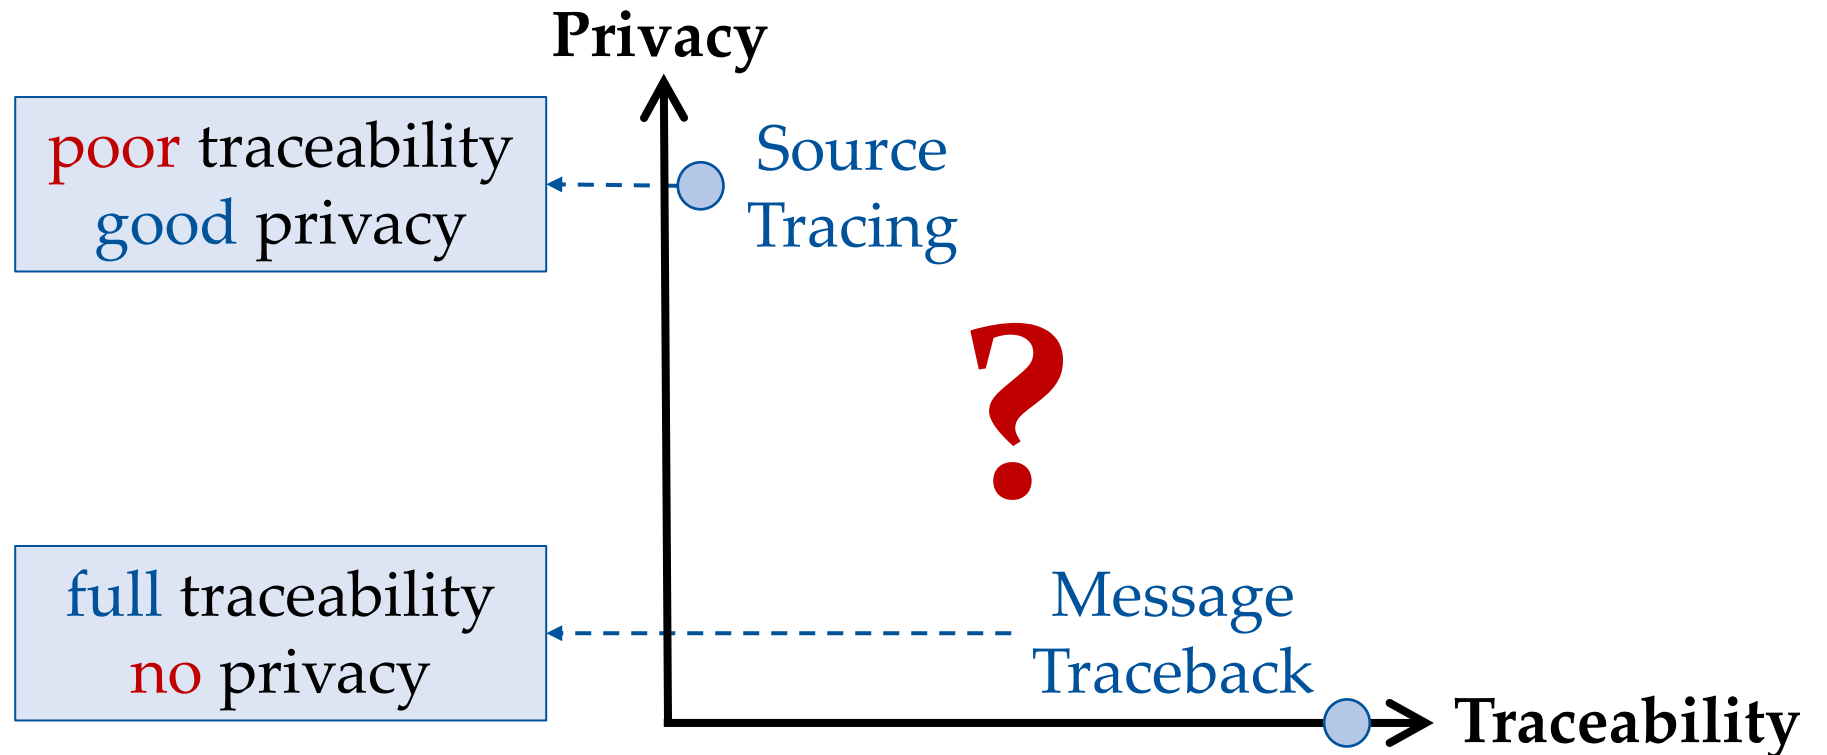 Privacy
poor traceability
good privacy
Source
Tracing
?
full traceability
no privacy
Message
Traceback
Traceability